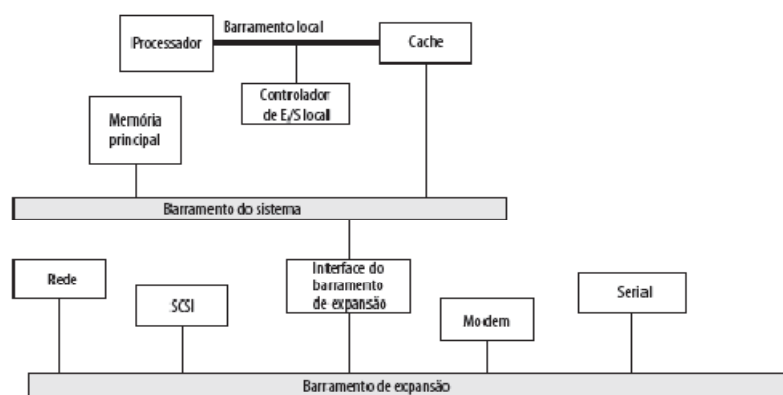 Barramento local
Processador
Cache
Controlador
de E/S local
Memória
principal
Barramento do sistema
Rede
SCSI
Interface do
barramento
de expansão
Modem
Serial
Barramento de expansão